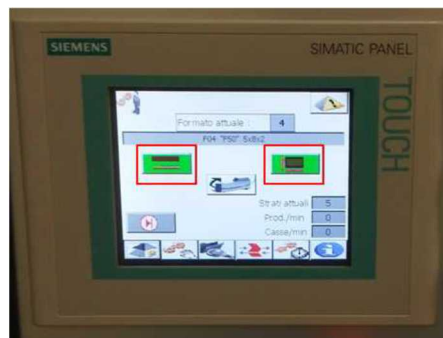 SIEMENS
SIMATIC PANEL
TOUCH
Formato attuale : 4
F04 "P50" 5x8x2
Strati attuali 5
Prod./min 0
Casse/min 0